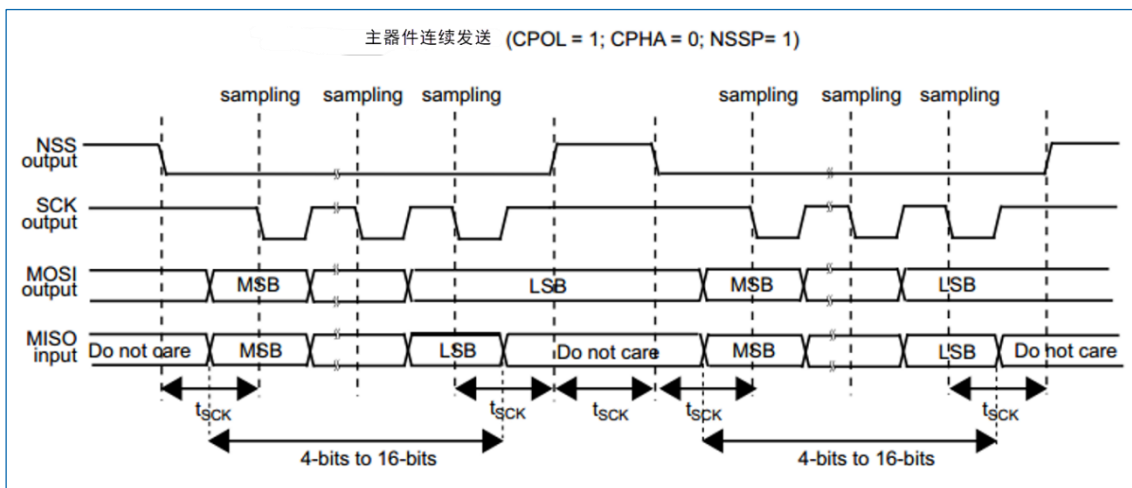 主器件连续发送 (CPOL = 1; CPHA = 0; NSSP= 1)
sampling sampling sampling sampling sampling sampling
NSS
output
SCK
output
MOSI
output
MSB LSB MSB LSB
MISO
input
Do not care MSB LSB Do not care MSB LSB Do not care
tSCK tSCK tSCK tSCK tSCK
4-bits to 16-bits 4-bits to 16-bits